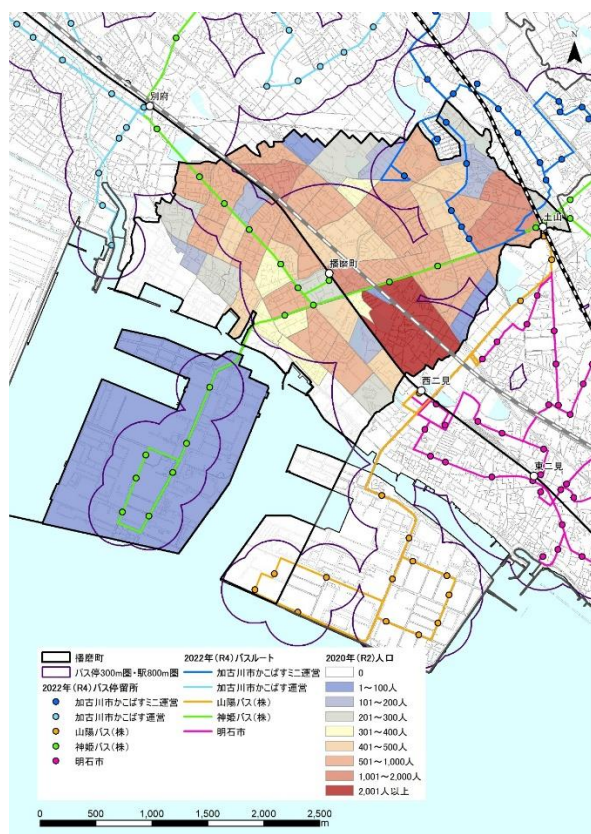 N
別府
土山
播磨町
西二見
東二見
播磨町
バス停300m圏・駅800m圏
2022年(R4)バス停留所
加古川市かこばすミニ運営
加古川市かこバス運営
山陽バス(株)
神姫バス(株)
明石市
2022年(R4)バスルート
加古川市かこばすミニ運営
加古川市かこバス運営
山陽バス(株)
神姫バス(株)
明石市
2020年(R2)人口
0
1~100人
101~200人
201~300人
301~400人
401~500人
501~1,000人
1,001~2,000人
2,001人以上
0 500 1,000 1,500 2,000 2,500
m